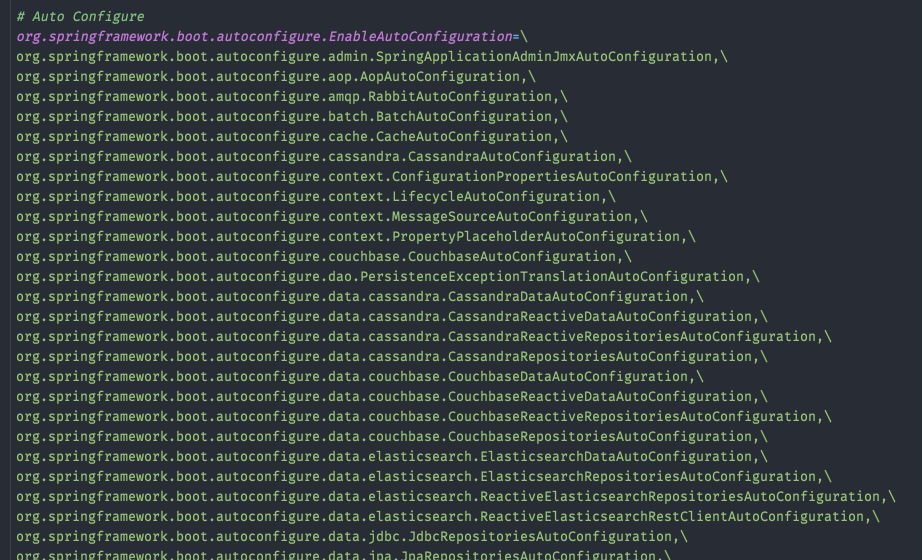 # Auto Configure
org.springframework.boot.autoconfigure.EnableAutoConfiguration=\
org.springframework.boot.autoconfigure.admin.SpringApplicationAdminJmxAutoConfiguration,\
org.springframework.boot.autoconfigure.aop.AopAutoConfiguration,\
org.springframework.boot.autoconfigure.amqp.RabbitAutoConfiguration,\
org.springframework.boot.autoconfigure.batch.BatchAutoConfiguration,\
org.springframework.boot.autoconfigure.cache.CacheAutoConfiguration,\
org.springframework.boot.autoconfigure.cassandra.CassandraAutoConfiguration,\
org.springframework.boot.autoconfigure.context.ConfigurationPropertiesAutoConfiguration,\
org.springframework.boot.autoconfigure.context.LifecycleAutoConfiguration,\
org.springframework.boot.autoconfigure.context.MessageSourceAutoConfiguration,\
org.springframework.boot.autoconfigure.context.PropertyPlaceholderAutoConfiguration,\
org.springframework.boot.autoconfigure.couchbase.CouchbaseAutoConfiguration,\
org.springframework.boot.autoconfigure.dao.PersistenceExceptionTranslationAutoConfiguration,\
org.springframework.boot.autoconfigure.data.cassandra.CassandraDataAutoConfiguration,\
org.springframework.boot.autoconfigure.data.cassandra.CassandraReactiveDataAutoConfiguration,\
org.springframework.boot.autoconfigure.data.cassandra.CassandraReactiveRepositoriesAutoConfiguration,\
org.springframework.boot.autoconfigure.data.cassandra.CassandraRepositoriesAutoConfiguration,\
org.springframework.boot.autoconfigure.data.couchbase.CouchbaseDataAutoConfiguration,\
org.springframework.boot.autoconfigure.data.couchbase.CouchbaseReactiveDataAutoConfiguration,\
org.springframework.boot.autoconfigure.data.couchbase.CouchbaseReactiveRepositoriesAutoConfiguration,\
org.springframework.boot.autoconfigure.data.couchbase.CouchbaseRepositoriesAutoConfiguration,\
org.springframework.boot.autoconfigure.data.elasticsearch.ElasticsearchDataAutoConfiguration,\
org.springframework.boot.autoconfigure.data.elasticsearch.ElasticsearchRepositoriesAutoConfiguration,\
org.springframework.boot.autoconfigure.data.elasticsearch.ReactiveElasticsearchRepositoriesAutoConfiguration,\
org.springframework.boot.autoconfigure.data.elasticsearch.ReactiveElasticsearchRestClientAutoConfiguration,\
org.springframework.boot.autoconfigure.data.jdbc.JdbcRepositoriesAutoConfiguration,\
org.springframework.boot.autoconfigure.data.jpa.JpaRepositoriesAutoConfiguration,\